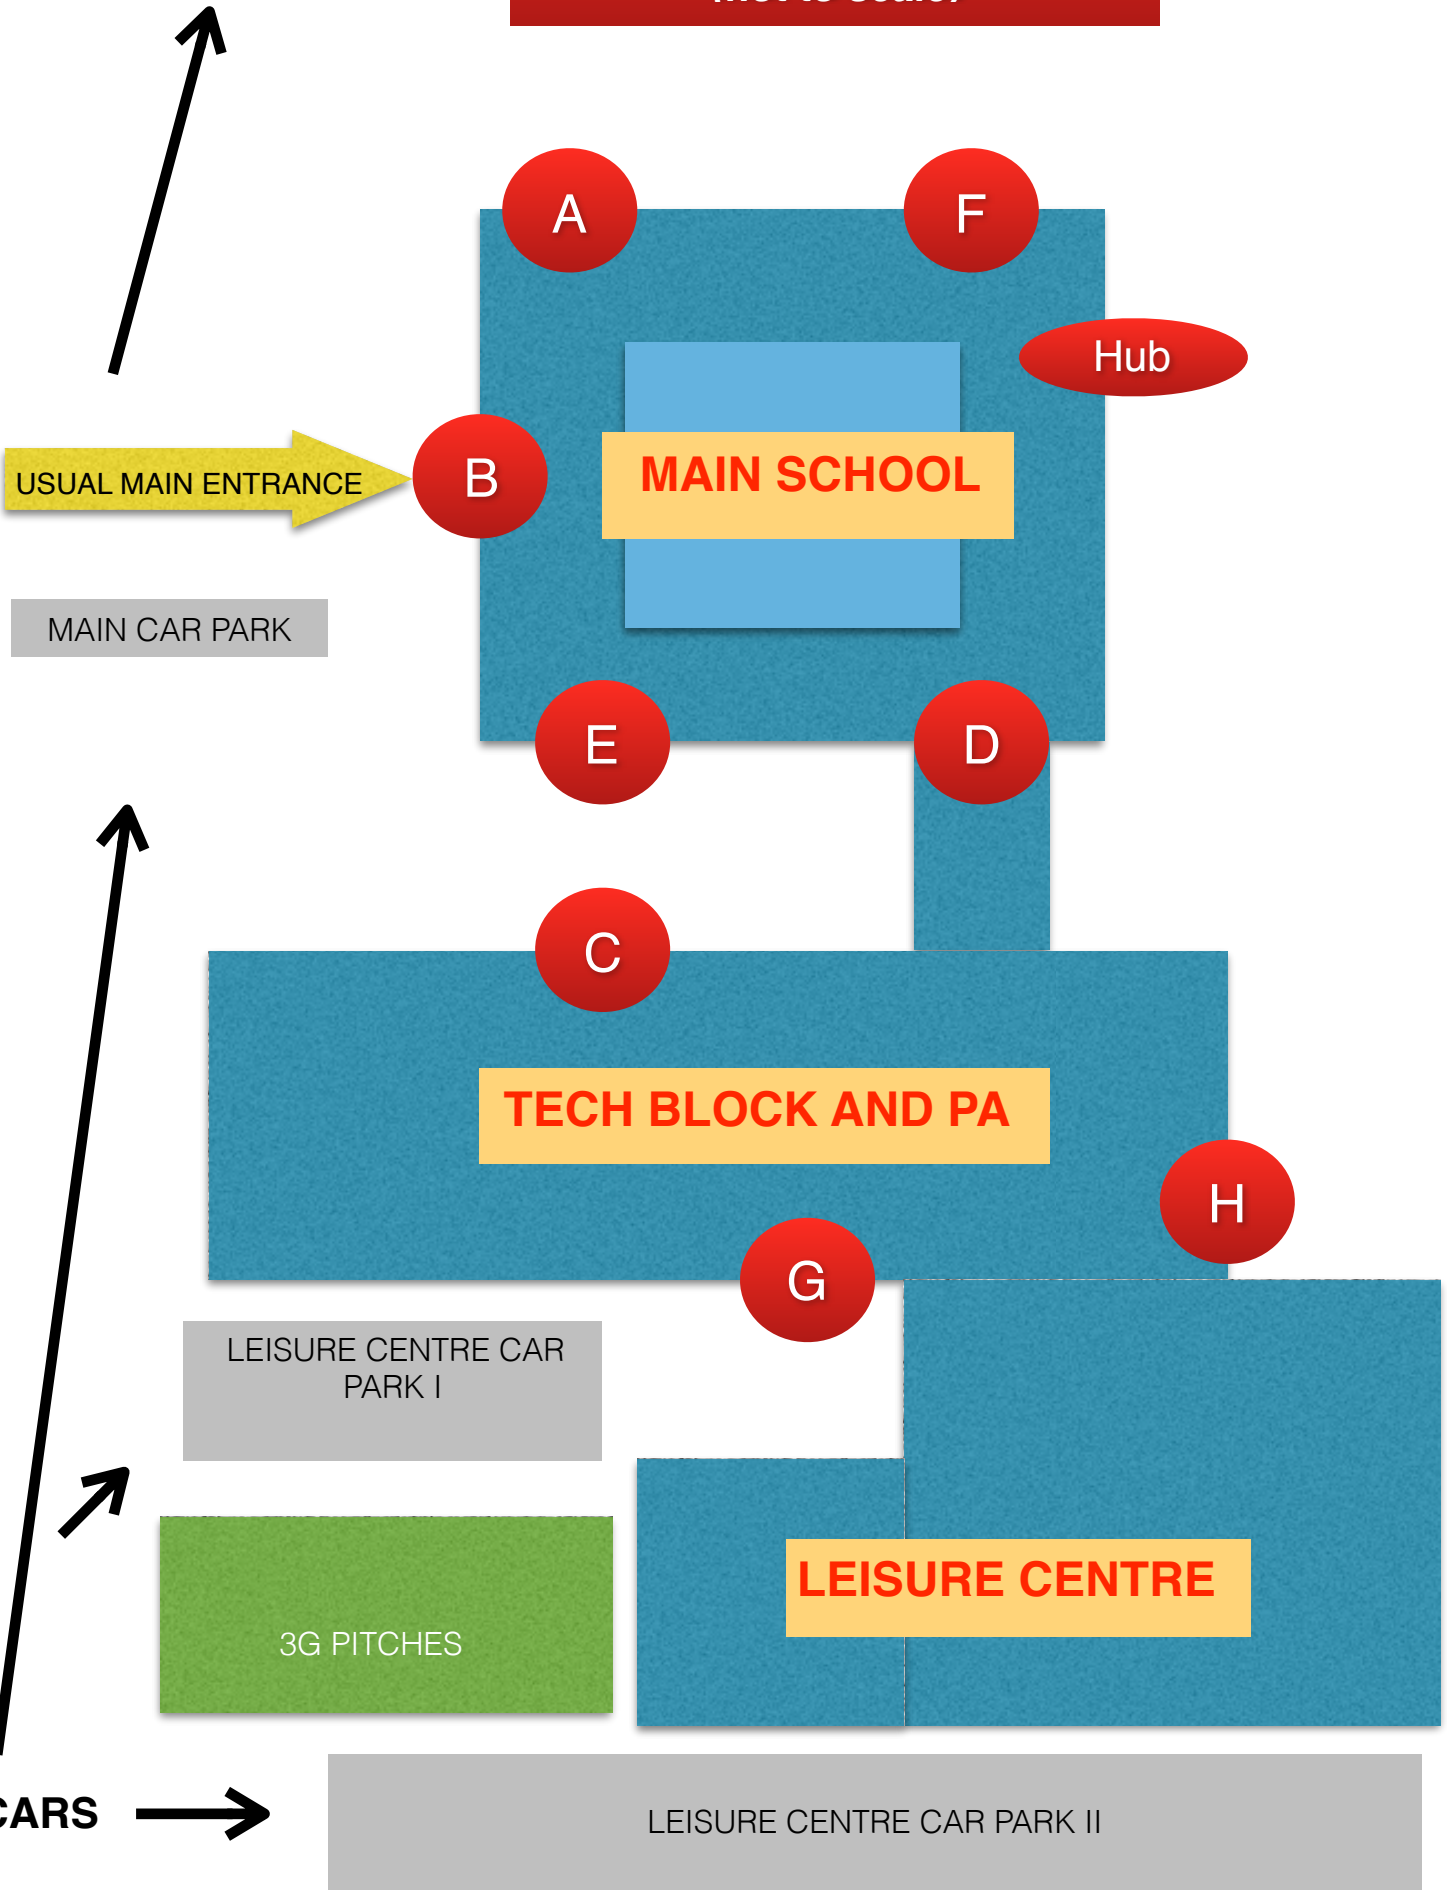 A
F
Hub
USUAL MAIN ENTRANCE
B
MAIN SCHOOL
MAIN CAR PARK
E
D
C
TECH BLOCK AND PA
H
G
LEISURE CENTRE CAR
PARK I
LEISURE CENTRE
3G PITCHES
CARS
LEISURE CENTRE CAR PARK II